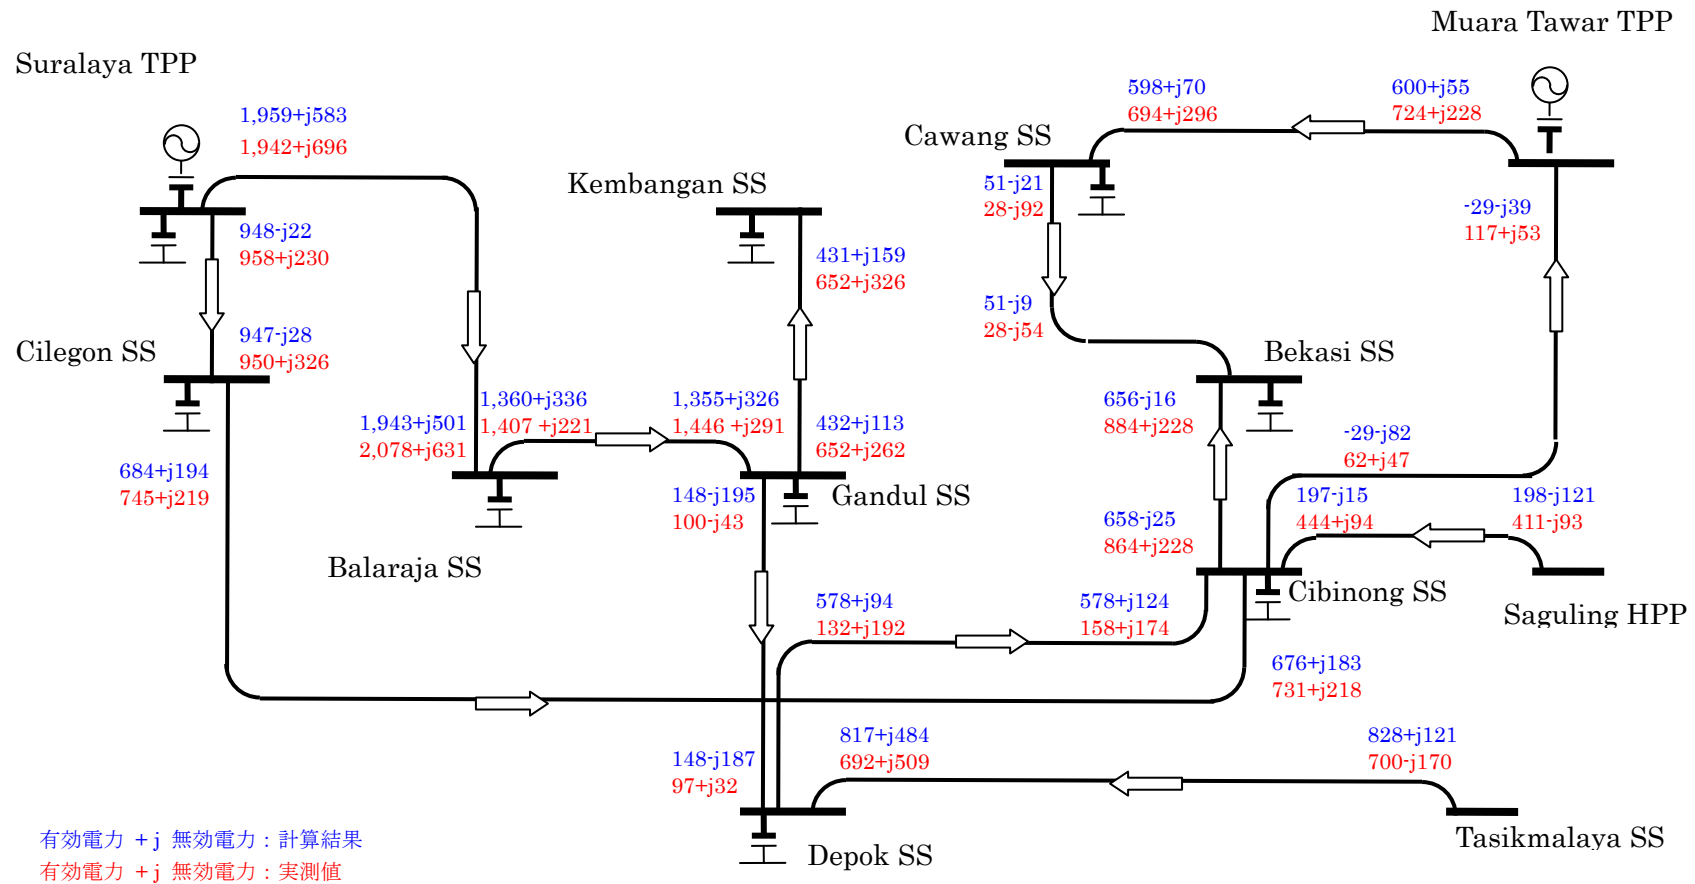 Muara Tawar TPP
Suralaya TPP
1,959+j583
1,942+j696
598+j70
694+j296
600+j55
724+j228
Cawang SS
Kembangan SS
51-j21
28-j92
-29-j39
117+j53
948-j22
958+j230
431+j159
652+j326
51-j9
28-j54
Cilegon SS
947-j28
950+j326
Bekasi SS
1,943+j501
2,078+j631
1,360+j336
1,407 +j221
1,355+j326
1,446 +j291
432+j113
652+j262
656-j16
884+j228
-29-j82
62+j47
684+j194
745+j219
148-j195
100-j43
Gandul SS
197-j15
444+j94
198-j121
411-j93
658-j25
864+j228
Balaraja SS
578+j94
132+j192
578+j124
158+j174
Cibinong SS
Saguling HPP
676+j183
731+j218
148-j187
97+j32
817+j484
692+j509
828+j121
700-j170
Tasikmalaya SS
Depok SS
有効電力 +j 無効電力：計算結果
有効電力 +j 無効電力：実測値